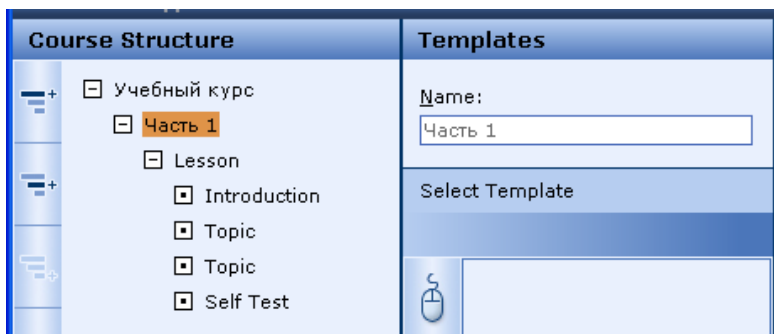 Course Structure
Учебный курс
Часть 1
Lesson
Introduction
Topic
Topic
Self Test
Templates
Name:
Часть 1
Select Template